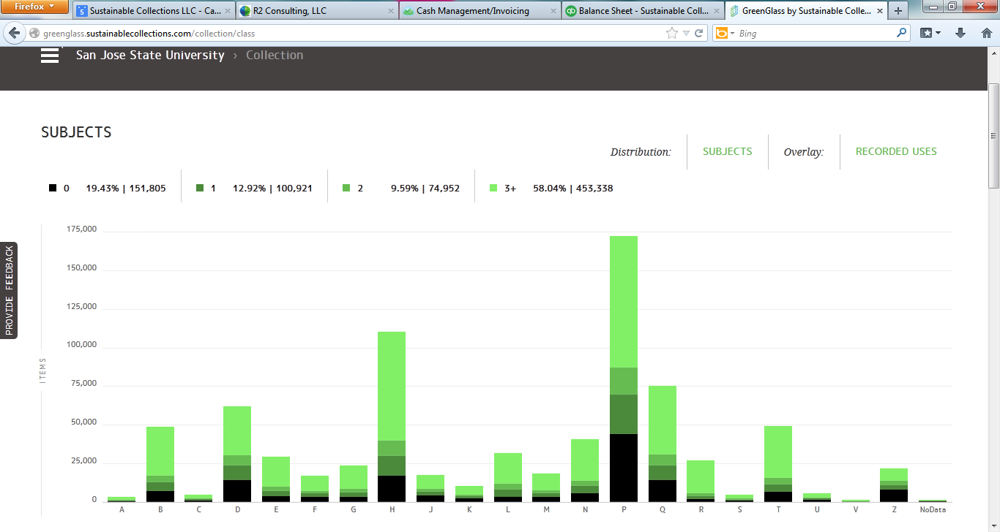 Firefox
Sustainable Collections LLC - Ca...
R2 Consulting, LLC
Cash Management/Invoicing
Balance Sheet - Sustainable Coll...
GreenGlass by Sustainable Colle...
greenglass.sustainablecollections.com/collection/class
Bing
San Jose State University › Collection
SUBJECTS
Distribution: SUBJECTS Overlay: RECORDED USES
0 19.43% | 151,805 1 12.92% | 100,921 2 9.59% | 74,952 3+ 58.04% | 453,338
PROVIDE FEEDBACK
ITEMS
175,000
150,000
125,000
100,000
75,000
50,000
25,000
0
A B C D E F G H J K L M N P Q R S T U V Z NoData